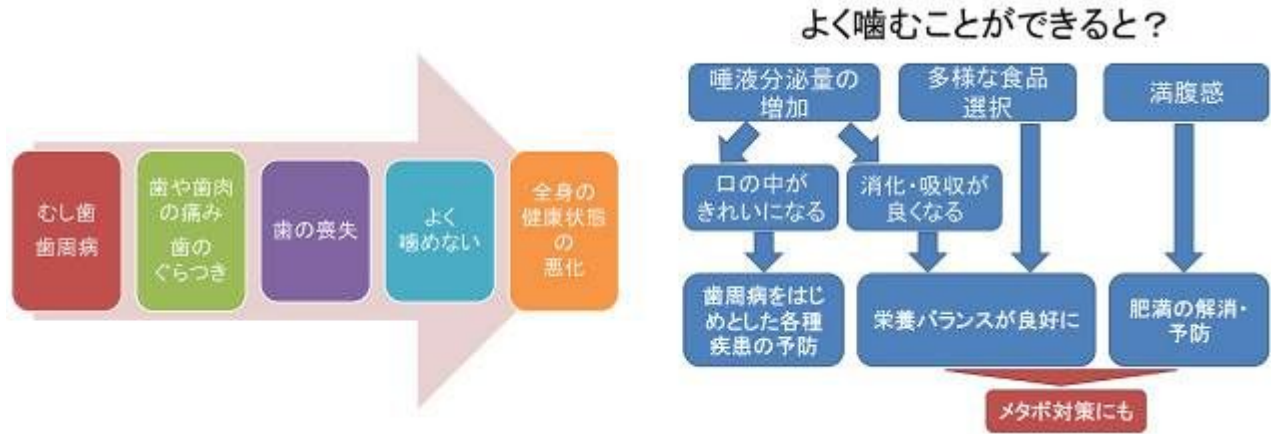 むし歯
歯周病
歯や歯肉
の痛み
歯の
ぐらつき
歯の喪失
よく
噛めない
全身の
健康状態
の
悪化
よく噛むことができると？
唾液分泌量の
増加
多様な食品
選択
満腹感
口の中が
きれいになる
消化・吸収が
良くなる
歯周病をはじ
めとした各種
疾患の予防
栄養バランスが良好に
肥満の解消・
予防
メタボ対策にも